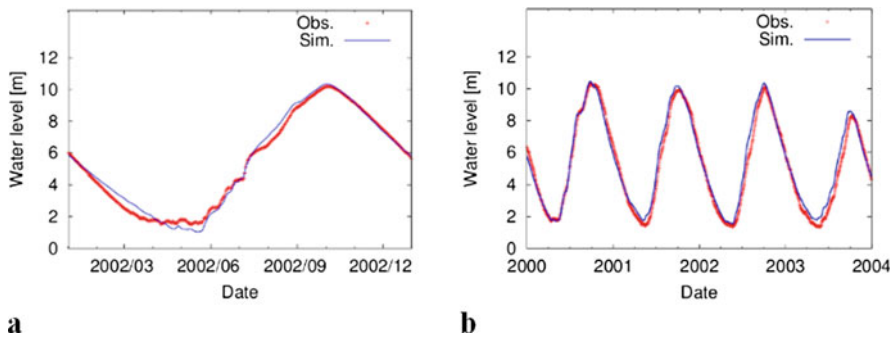 Obs.
Sim.
12
10
8
6
4
2
0
Water level [m]
2002/03 2002/06 2002/09 2002/12
Date
a
Obs.
Sim.
12
10
8
6
4
2
0
Water level [m]
2000 2001 2002 2003 2004
Date
b